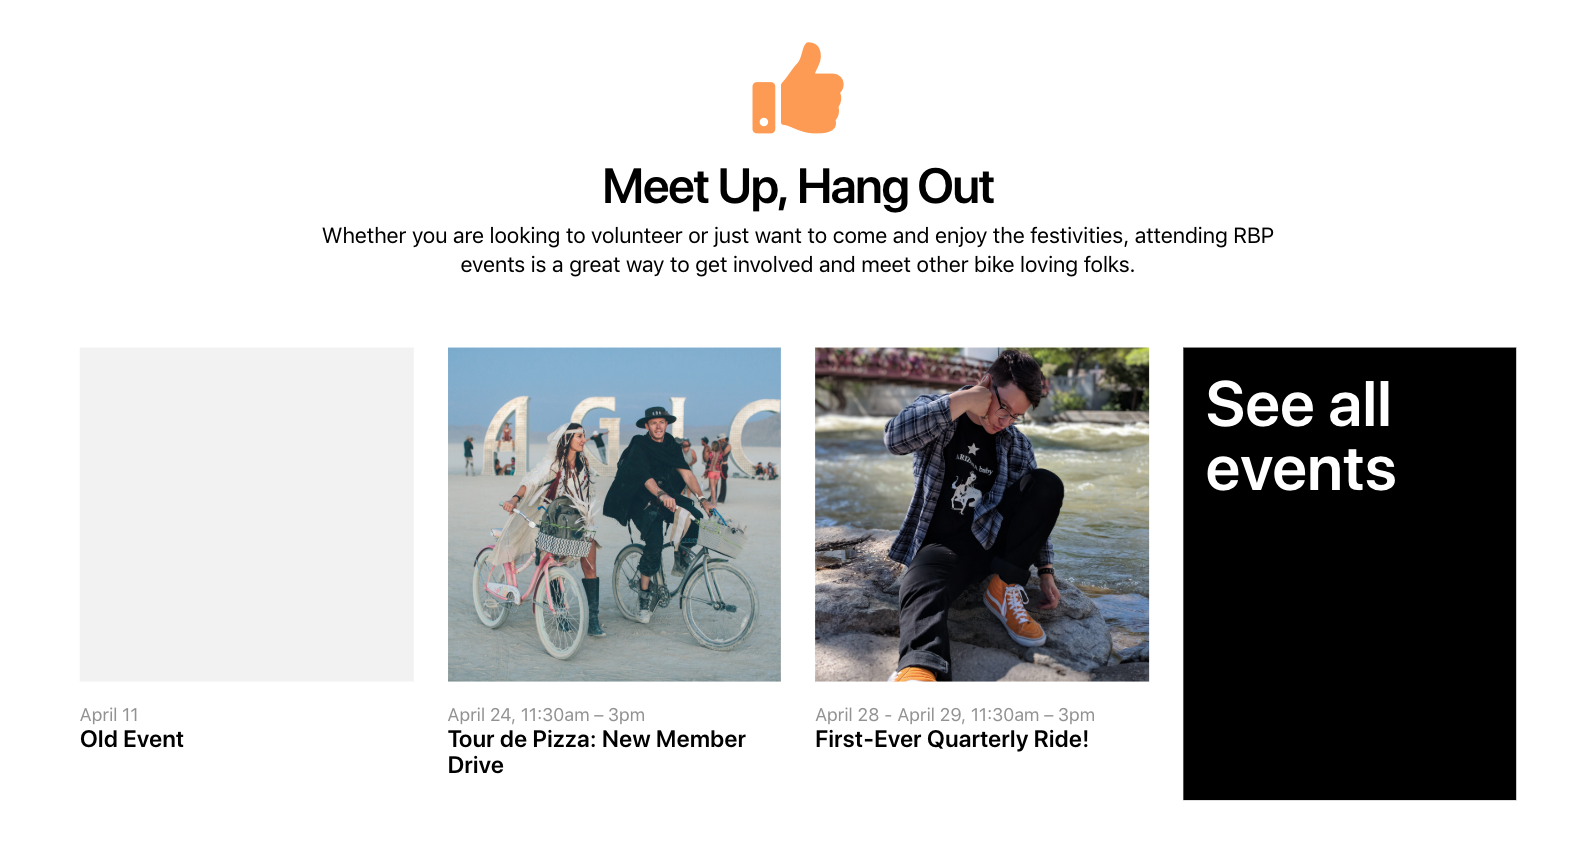 Meet Up, Hang Out
Whether you are looking to volunteer or just want to come and enjoy the festivities, attending RBP
events is a great way to get involved and meet other bike loving folks.
AGIC
ARIZONA baby
See all
events
April 11
Old Event
April 24, 11:30am – 3pm
Tour de Pizza: New Member
Drive
April 28 - April 29, 11:30am – 3pm
First-Ever Quarterly Ride!